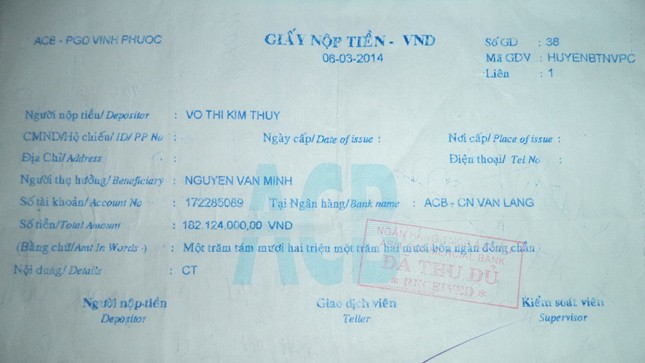 ACB - PGD VINH PHUOC
GIẤY NỘP TIỀN - VND
06-03-2014
Số GD : 38
Mã GDV : HUYENBTNVPC
Liên : 1
Người nộp tiền/ Depositor : VO THI KIM THUY
CMND/Hộ chiếu/ ID/ PP No : Ngày cấp/ Date of issue : Nơi cấp/ Place of issue :
Địa Chỉ/ Address : Điện thoại/ Tel No :
Người thụ hưởng/ Beneficiary : NGUYEN VAN MINH
Số tài khoản/ Account No : 172285089 Tại Ngân hàng/ Bank name : ACB - CN VAN LANG
Số tiền/Total Amount : 182,124,000.00 VND
(Bằng chữ/Amt In Words -) : Một trăm tám mươi hai triệu một trăm hai mươi bốn ngàn đồng chẵn
Nội dung/ Details : CT
ACB
NGÂN HÀNG
BANK
ĐÃ THU ĐỦ
* RECEIVED *
Người nộp tiền Giao dịch viên Kiểm soát viên
Depositor Teller Supervisor